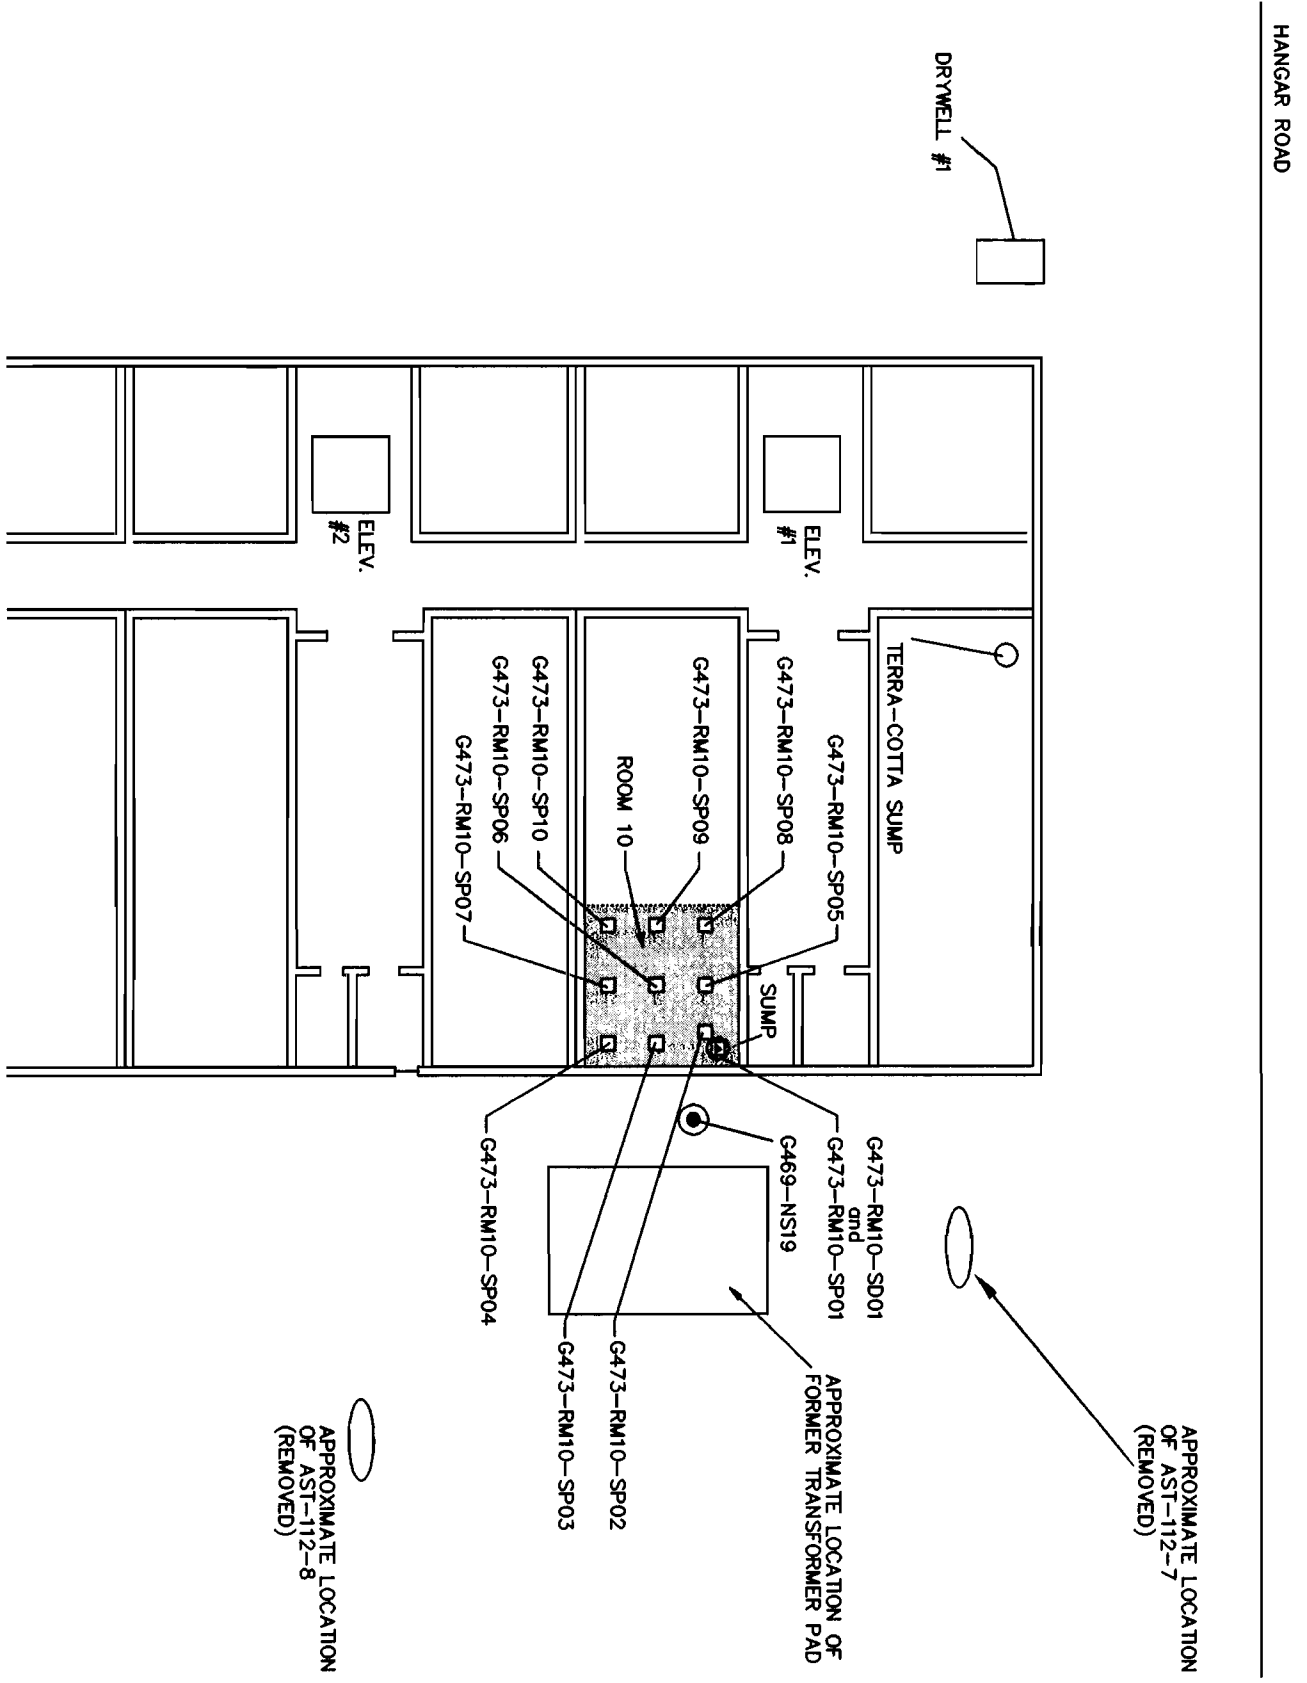 HANGAR ROAD
DRYWELL #1
ELEV.
#1
ELEV.
#2
TERRA-COTTA SUMP
G473-RM10-SP05
G473-RM10-SP08
G473-RM10-SP09
ROOM 10
G473-RM10-SP10
G473-RM10-SP06
G473-RM10-SP07
SUMP
G473-RM10-SD01
and
G473-RM10-SP01
G469-NS19
G473-RM10-SP04
G473-RM10-SP02
G473-RM10-SP03
APPROXIMATE LOCATION
OF AST-112-7
(REMOVED)
APPROXIMATE LOCATION OF
FORMER TRANSFORMER PAD
APPROXIMATE LOCATION
OF AST-112-8
(REMOVED)